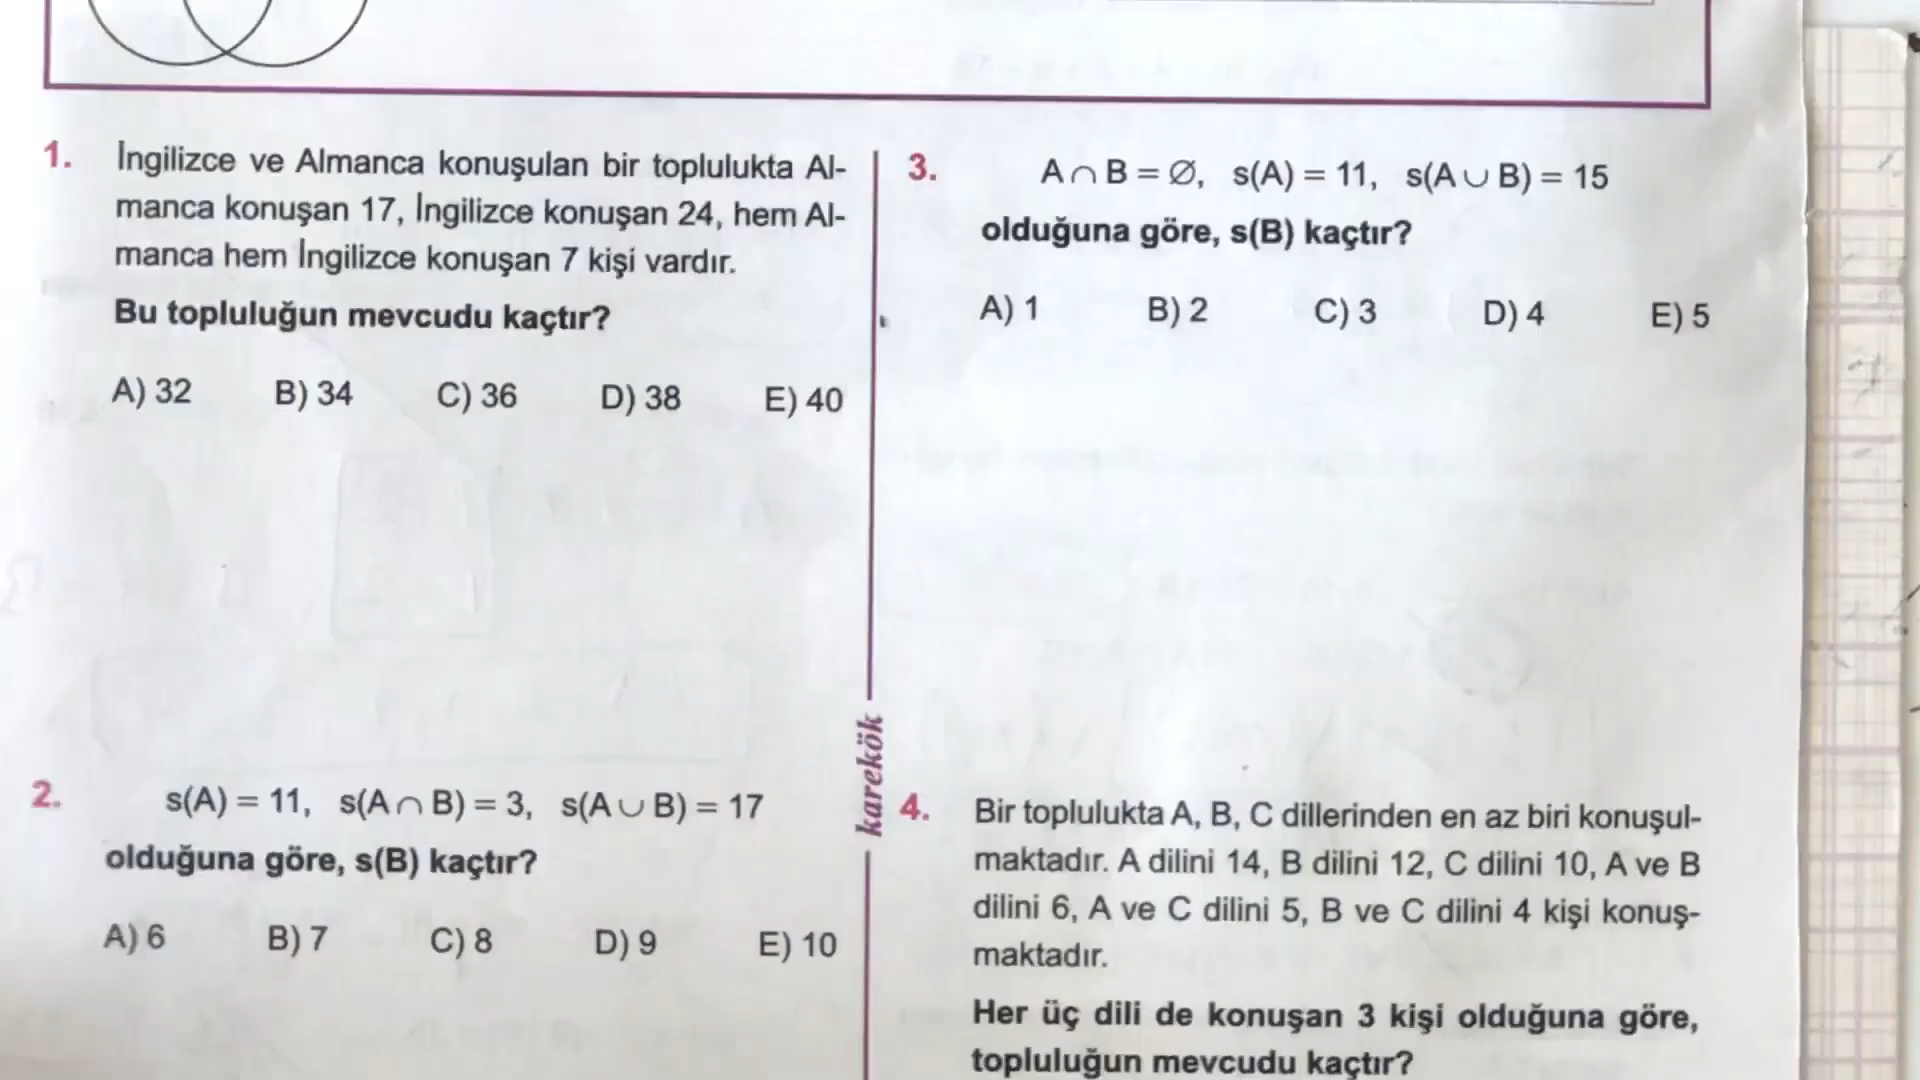 1. İngilizce ve Almanca konuşulan bir toplulukta Al-
manca konuşan 17, İngilizce konuşan 24, hem Al-
manca hem İngilizce konuşan 7 kişi vardır.
Bu topluluğun mevcudu kaçtır?
A) 32 B) 34 C) 36 D) 38 E) 40
2. s(A) = 11, s(A ∩ B) = 3, s(A ∪ B) = 17
olduğuna göre, s(B) kaçtır?
A) 6 B) 7 C) 8 D) 9 E) 10
karekök
3. A ∩ B = Ø, s(A) = 11, s(A ∪ B) = 15
olduğuna göre, s(B) kaçtır?
A) 1 B) 2 C) 3 D) 4 E) 5
4. Bir toplulukta A, B, C dillerinden en az biri konuşul-
maktadır. A dilini 14, B dilini 12, C dilini 10, A ve B
dilini 6, A ve C dilini 5, B ve C dilini 4 kişi konuş-
maktadır.
Her üç dili de konuşan 3 kişi olduğuna göre,
topluluğun mevcudu kaçtır?